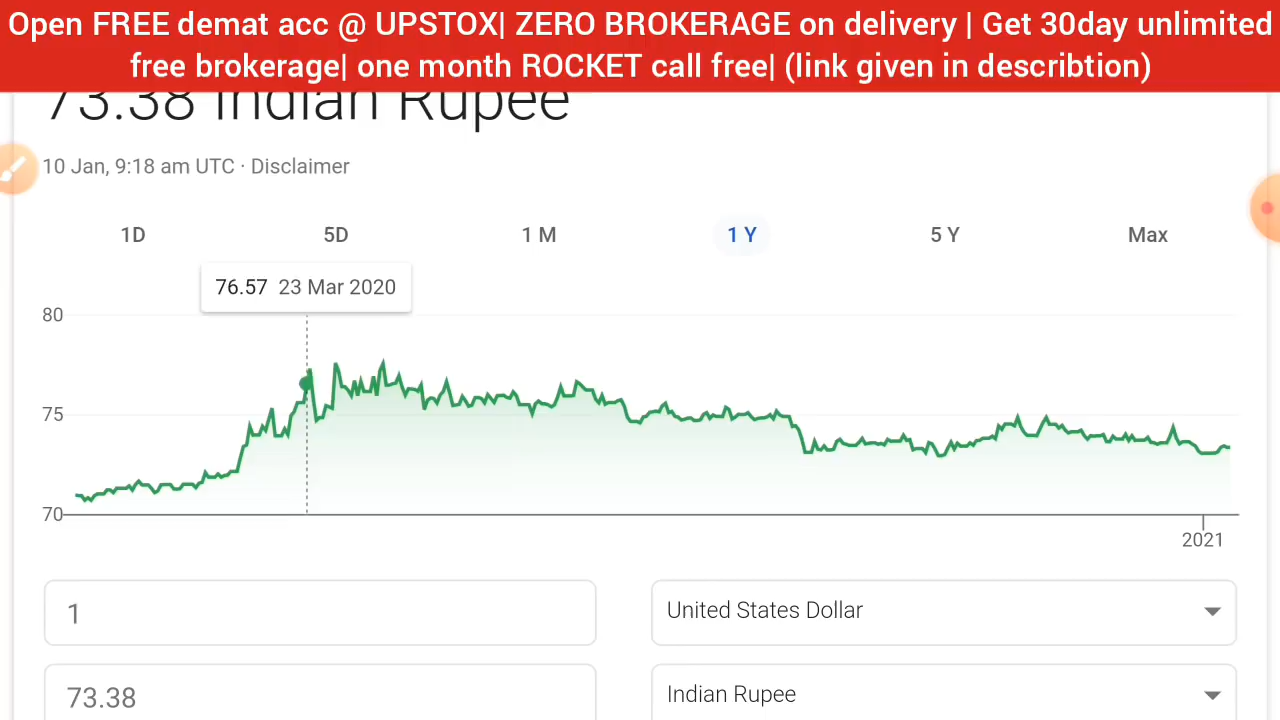 Open FREE demat acc @ UPSTOX| ZERO BROKERAGE on delivery | Get 30day unlimited
free brokerage| one month ROCKET call free| (link given in describtion)
73.38 Indian Rupee
10 Jan, 9:18 am UTC · Disclaimer
1D 5D 1 M 1 Y 5 Y Max
76.57 23 Mar 2020
80
75
70
2021
1 United States Dollar
73.38 Indian Rupee